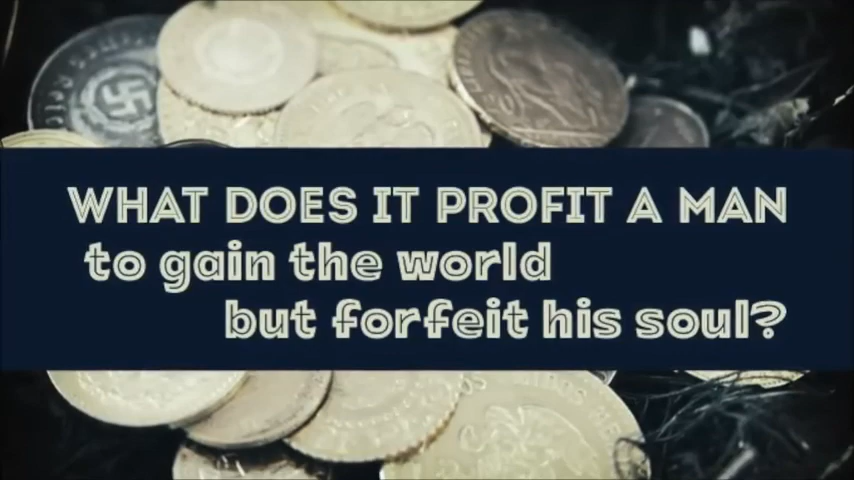 WHAT DOES IT PROFIT A MAN
to gain the world
but forfeit his soul?